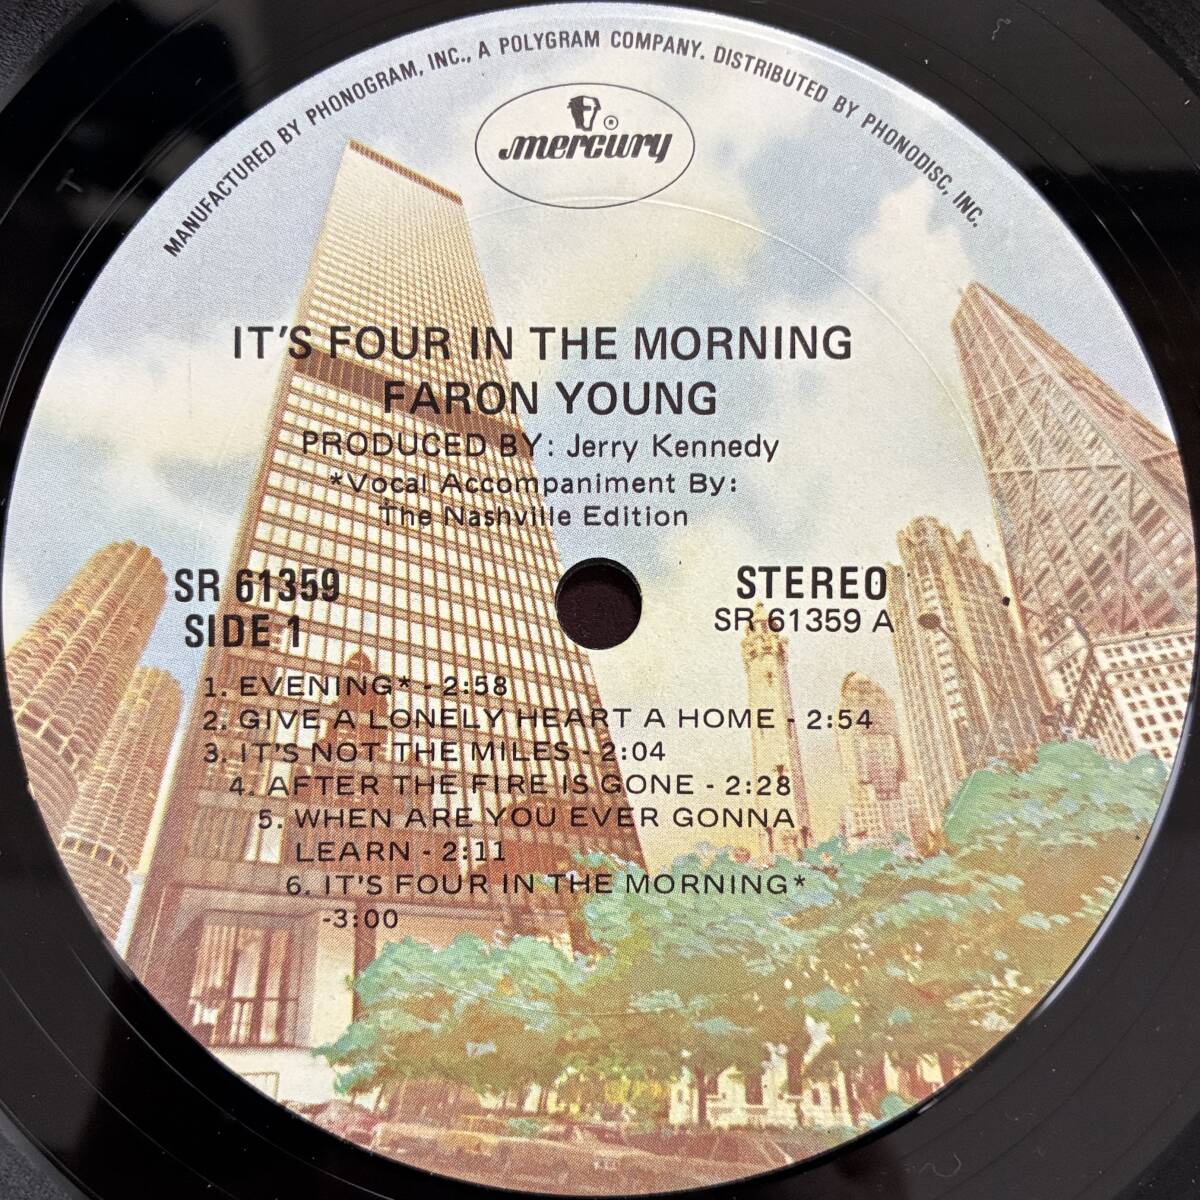 MANUFACTURED BY PHONOGRAM, INC., A POLYGRAM COMPANY. DISTRIBUTED BY PHONODISC, INC.
mercury ®
IT'S FOUR IN THE MORNING
FARON YOUNG
PRODUCED BY: Jerry Kennedy
*Vocal Accompaniment By:
The Nashville Edition
SR 61359
SIDE 1
STEREO
SR 61359 A
1. EVENING* - 2:58
2. GIVE A LONELY HEART A HOME - 2:54
3. IT'S NOT THE MILES - 2:04
4. AFTER THE FIRE IS GONE - 2:28
5. WHEN ARE YOU EVER GONNA
LEARN - 2:11
6. IT'S FOUR IN THE MORNING*
-3:00